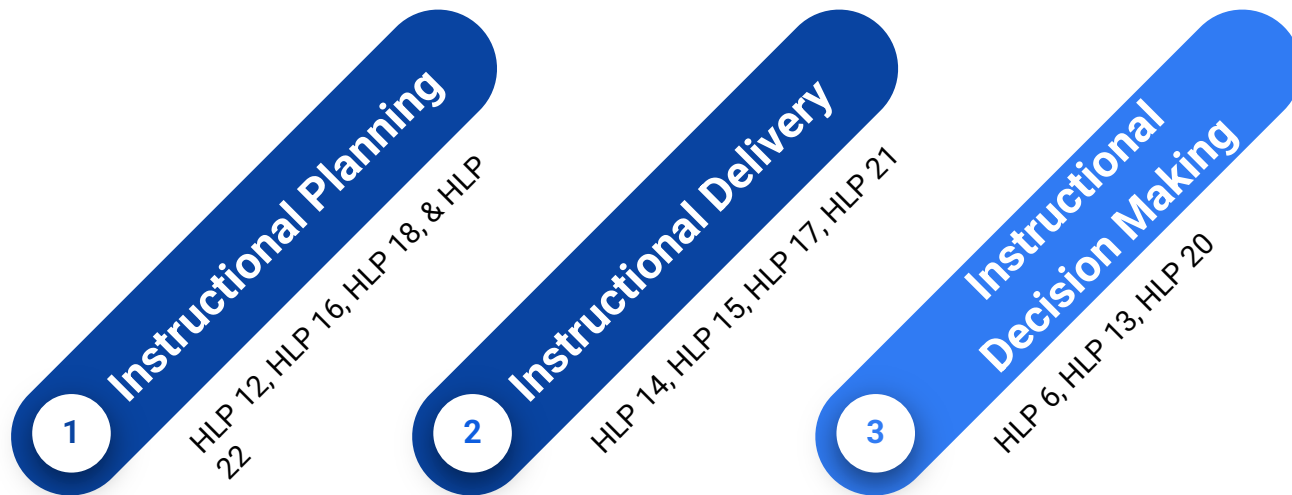 1
Instructional Planning
HLP 12, HLP 16, HLP 18, & HLP
22
2
Instructional Delivery
HLP 14, HLP 15, HLP 17, HLP 21
3
Instructional
Decision Making
HLP 6, HLP 13, HLP 20